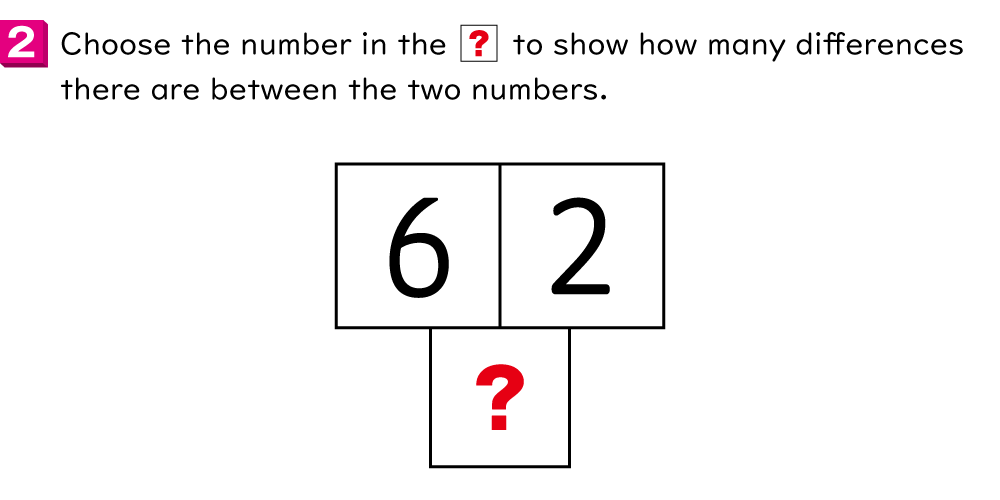 2 Choose the number in the ? to show how many differences
there are between the two numbers.
6 2
?